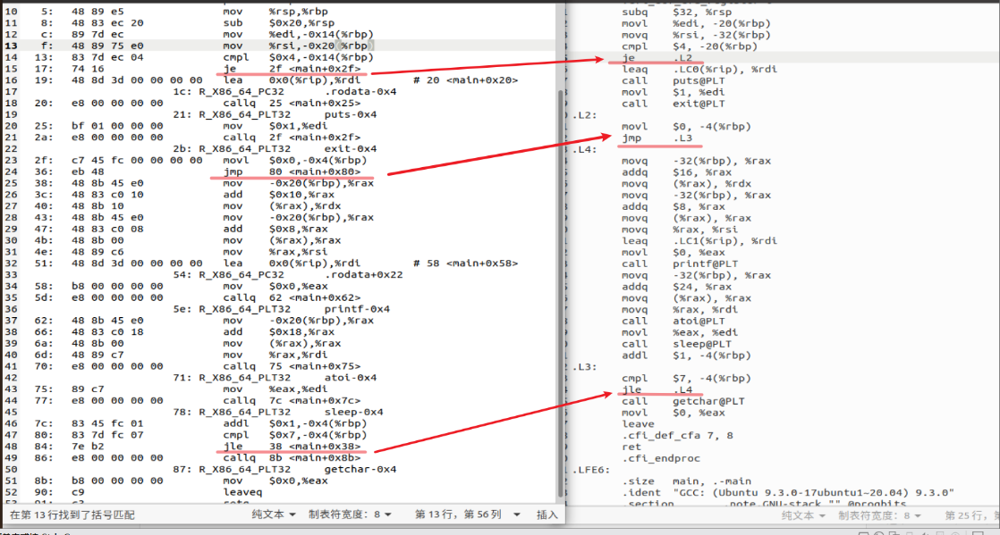 10 5: 48 89 e5 mov %rsp,%rbp
11 8: 48 83 ec 20 sub $0x20,%rsp
12 c: 89 7d ec mov %edi,-0x14(%rbp)
13 f: 48 89 75 e0 mov %rsi,-0x20(%rbp)
14 13: 83 7d ec 04 cmpl $0x4,-0x14(%rbp)
15 17: 74 16 je 2f <main+0x2f>
16 19: 48 8d 3d 00 00 00 00 lea 0x0(%rip),%rdi # 20 <main+0x20>
17 1c: R_X86_64_PC32 .rodata-0x4
18 20: e8 00 00 00 00 callq 25 <main+0x25>
19 21: R_X86_64_PLT32 puts-0x4
20 25: bf 01 00 00 00 mov $0x1,%edi
21 2a: e8 00 00 00 00 callq 2f <main+0x2f>
22 2b: R_X86_64_PLT32 exit-0x4
23 2f: c7 45 fc 00 00 00 00 movl $0x0,-0x4(%rbp)
24 36: eb 48 jmp 80 <main+0x80>
25 38: 48 8b 45 e0 mov -0x20(%rbp),%rax
26 3c: 48 83 c0 10 add $0x10,%rax
27 40: 48 8b 10 mov (%rax),%rdx
28 43: 48 8b 45 e0 mov -0x20(%rbp),%rax
29 47: 48 83 c0 08 add $0x8,%rax
30 4b: 48 8b 00 mov (%rax),%rax
31 4e: 48 89 c6 mov %rax,%rsi
32 51: 48 8d 3d 00 00 00 00 lea 0x0(%rip),%rdi # 58 <main+0x58>
33 54: R_X86_64_PC32 .rodata+0x22
34 58: b8 00 00 00 00 mov $0x0,%eax
35 5d: e8 00 00 00 00 callq 62 <main+0x62>
36 5e: R_X86_64_PLT32 printf-0x4
37 62: 48 8b 45 e0 mov -0x20(%rbp),%rax
38 66: 48 83 c0 18 add $0x18,%rax
39 6a: 48 8b 00 mov (%rax),%rax
40 6d: 48 89 c7 mov %rax,%rdi
41 70: e8 00 00 00 00 callq 75 <main+0x75>
42 71: R_X86_64_PLT32 atoi-0x4
43 75: 89 c7 mov %eax,%edi
44 77: e8 00 00 00 00 callq 7c <main+0x7c>
45 78: R_X86_64_PLT32 sleep-0x4
46 7c: 83 45 fc 01 addl $0x1,-0x4(%rbp)
47 80: 83 7d fc 07 cmpl $0x7,-0x4(%rbp)
48 84: 7e b2 jle 38 <main+0x38>
49 86: e8 00 00 00 00 callq 8b <main+0x8b>
50 87: R_X86_64_PLT32 getchar-0x4
51 8b: b8 00 00 00 00 mov $0x0,%eax
52 90: c9 leaveq
在第 13 行找到了括号匹配 纯文本 制表符宽度：8 第 13 行，第 56 列 插入
subq $32, %rsp
movl %edi, -20(%rbp)
movq %rsi, -32(%rbp)
cmpl $4, -20(%rbp)
je .L2
leaq .LC0(%rip), %rdi
call puts@PLT
movl $1, %edi
call exit@PLT
.L2:
movl $0, -4(%rbp)
jmp .L3
.L4:
movq -32(%rbp), %rax
addq $16, %rax
movq (%rax), %rdx
movq -32(%rbp), %rax
addq $8, %rax
movq (%rax), %rax
movq %rax, %rsi
leaq .LC1(%rip), %rdi
movl $0, %eax
call printf@PLT
movq -32(%rbp), %rax
addq $24, %rax
movq (%rax), %rax
movq %rax, %rdi
call atoi@PLT
movl %eax, %edi
call sleep@PLT
addl $1, -4(%rbp)
.L3:
cmpl $7, -4(%rbp)
jle .L4
call getchar@PLT
movl $0, %eax
leave
.cfi_def_cfa 7, 8
ret
.cfi_endproc
.LFE6:
.size main, .-main
.ident "GCC: (Ubuntu 9.3.0-17ubuntu1~20.04) 9.3.0"
.section .note.GNU-stack,"",@progbits
纯文本 制表符宽度：8 第 25 行，